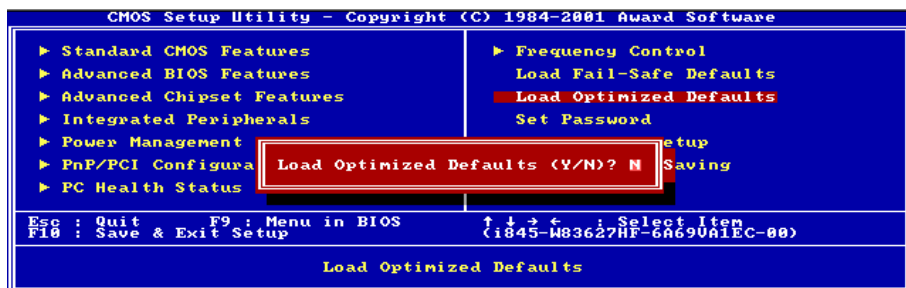 CMOS Setup Utility - Copyright (C) 1984-2001 Award Software
▶ Standard CMOS Features
▶ Advanced BIOS Features
▶ Advanced Chipset Features
▶ Integrated Peripherals
▶ Power Management
▶ PnP/PCI Configura
▶ PC Health Status
▶ Frequency Control
Load Fail-Safe Defaults
Load Optimized Defaults
Set Password
etup
Saving
Load Optimized Defaults (Y/N)? N
Esc : Quit F9 : Menu in BIOS ↑ ↓ → ← : Select Item
F10 : Save & Exit Setup (i845-W83627HF-6A69VA1EC-00)
Load Optimized Defaults